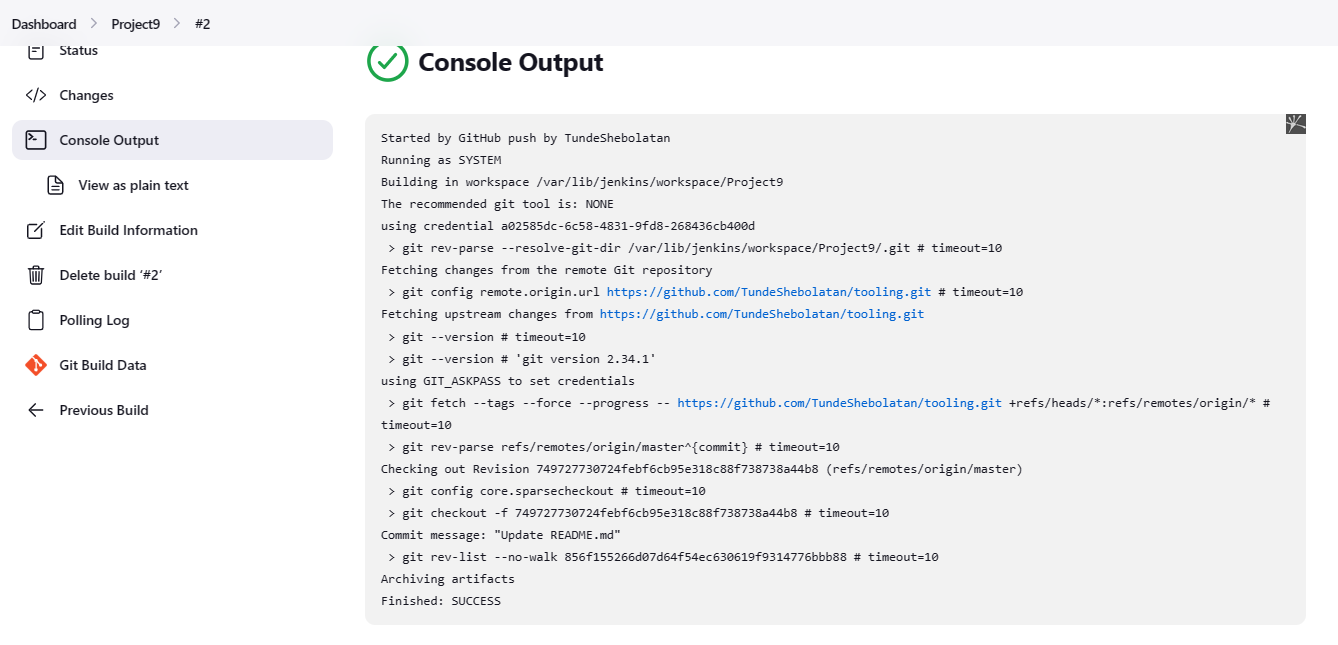 Dashboard > Project9 > #2
Status
Changes
Console Output
View as plain text
Edit Build Information
Delete build ‘#2’
Polling Log
Git Build Data
Previous Build
Console Output
Started by GitHub push by TundeShebolatan
Running as SYSTEM
Building in workspace /var/lib/jenkins/workspace/Project9
The recommended git tool is: NONE
using credential a02585dc-6c58-4831-9fd8-268436cb400d
> git rev-parse --resolve-git-dir /var/lib/jenkins/workspace/Project9/.git # timeout=10
Fetching changes from the remote Git repository
> git config remote.origin.url https://github.com/TundeShebolatan/tooling.git # timeout=10
Fetching upstream changes from https://github.com/TundeShebolatan/tooling.git
> git --version # timeout=10
> git --version # 'git version 2.34.1'
using GIT_ASKPASS to set credentials
> git fetch --tags --force --progress -- https://github.com/TundeShebolatan/tooling.git +refs/heads/*:refs/remotes/origin/* #
timeout=10
> git rev-parse refs/remotes/origin/master^{commit} # timeout=10
Checking out Revision 749727730724febf6cb95e318c88f738738a44b8 (refs/remotes/origin/master)
> git config core.sparsecheckout # timeout=10
> git checkout -f 749727730724febf6cb95e318c88f738738a44b8 # timeout=10
Commit message: "Update README.md"
> git rev-list --no-walk 856f155266d07d64f54ec630619f9314776bbb88 # timeout=10
Archiving artifacts
Finished: SUCCESS